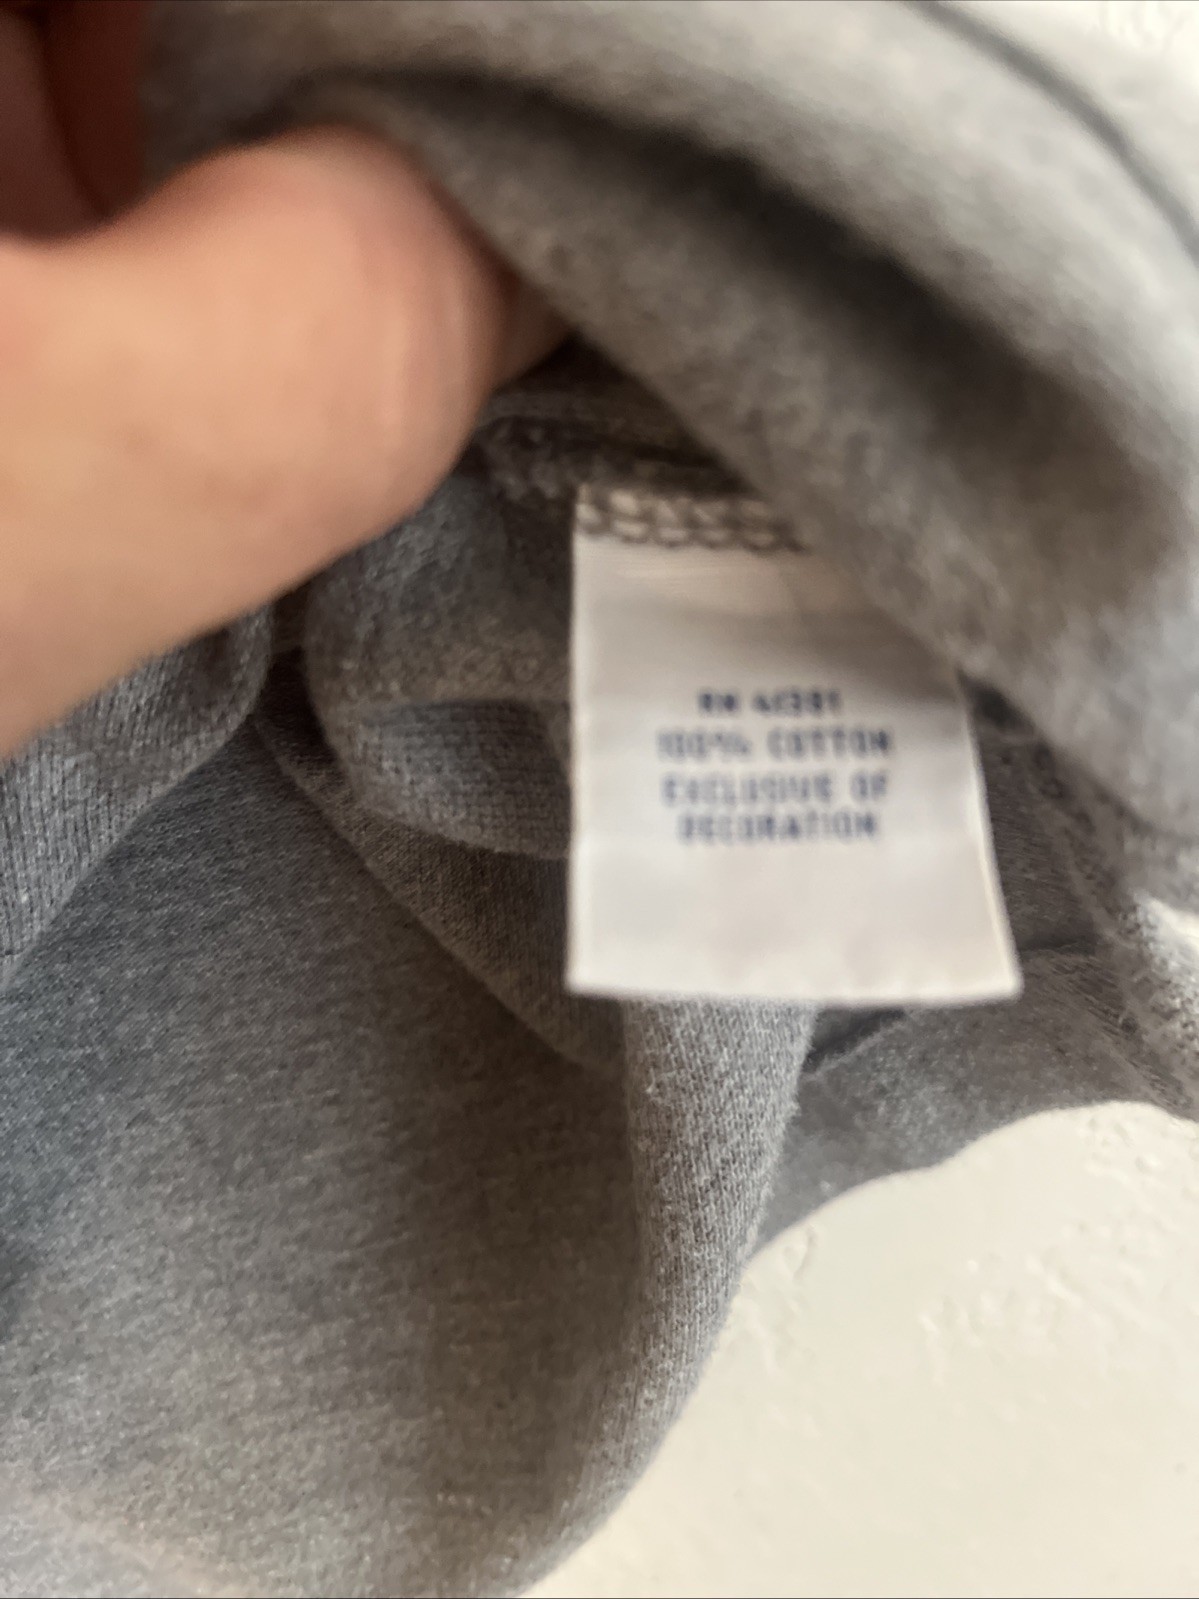 RN 41381
100% COTTON
EXCLUSIVE OF
DECORATION